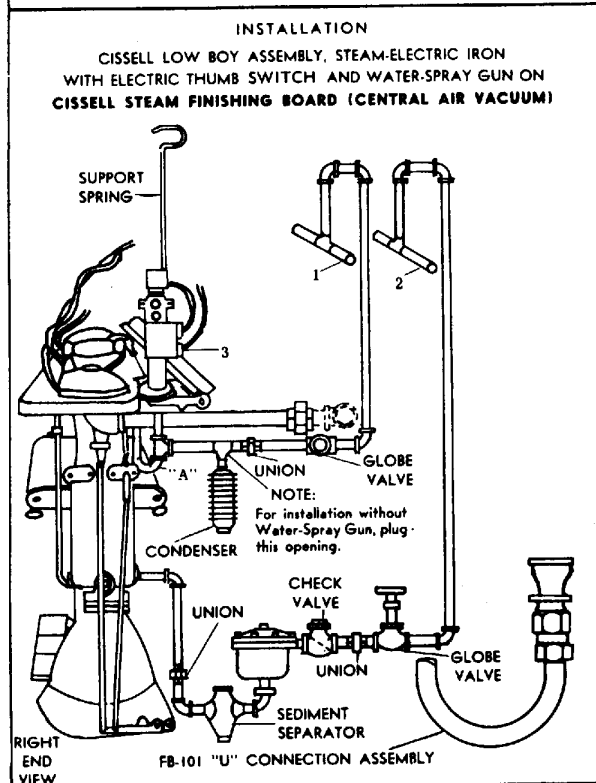 INSTALLATION
CISSELL LOW BOY ASSEMBLY, STEAM-ELECTRIC IRON
WITH ELECTRIC THUMB SWITCH AND WATER-SPRAY GUN ON
CISSELL STEAM FINISHING BOARD (CENTRAL AIR VACUUM)
SUPPORT
SPRING
1
2
3
"A"
UNION
GLOBE
VALVE
NOTE:
For installation without
Water-Spray Gun, plug
this opening.
CONDENSER
CHECK
VALVE
UNION
UNION
GLOBE
VALVE
SEDIMENT
SEPARATOR
RIGHT
END
VIEW
FB-101 "U" CONNECTION ASSEMBLY